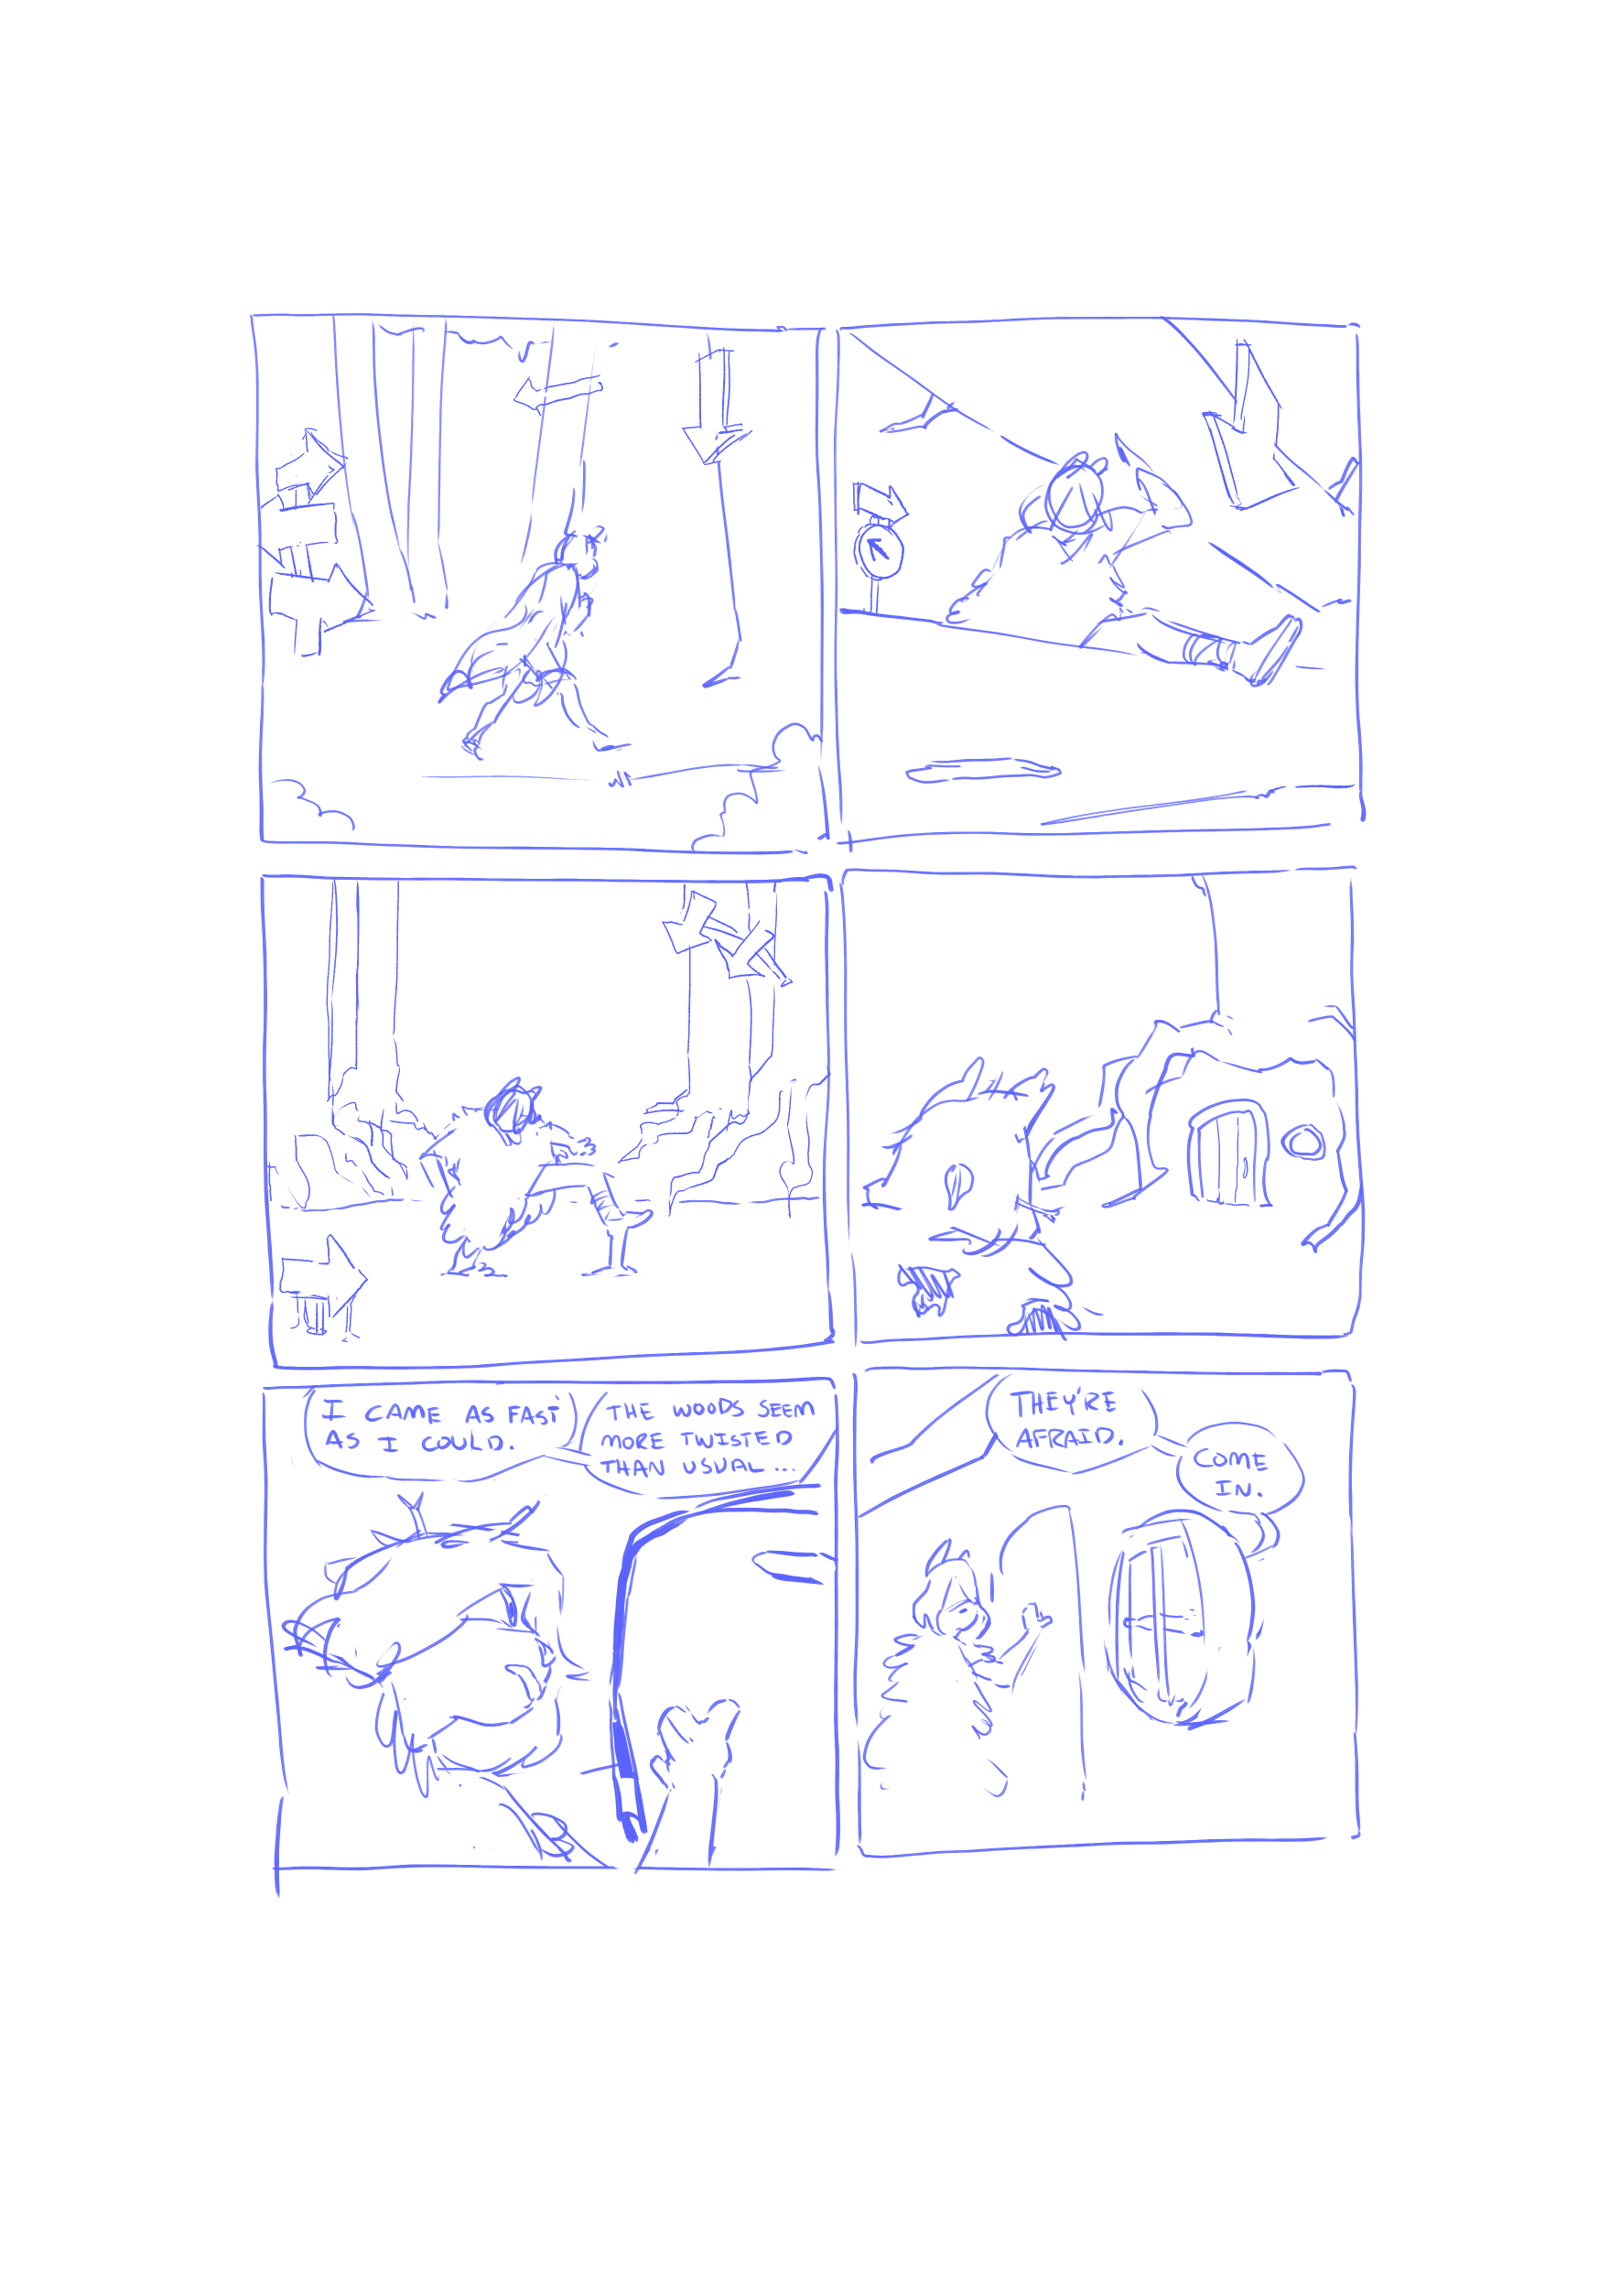 I CAME AS FAST
AS I COULD.
THE WOODS SEEM
MORE TWISTED
THAN USUAL...
THEY'RE
AFRAID.
COME
IN.